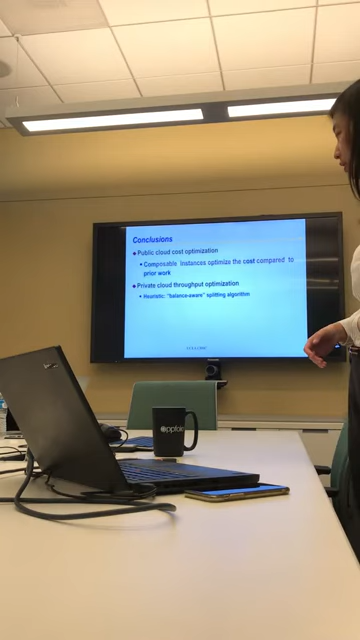 Conclusions
Public cloud cost optimization
Composable instances optimize the cost compared to
prior work
Private cloud throughput optimization
Heuristic: "balance-aware" splitting algorithm
appfolio